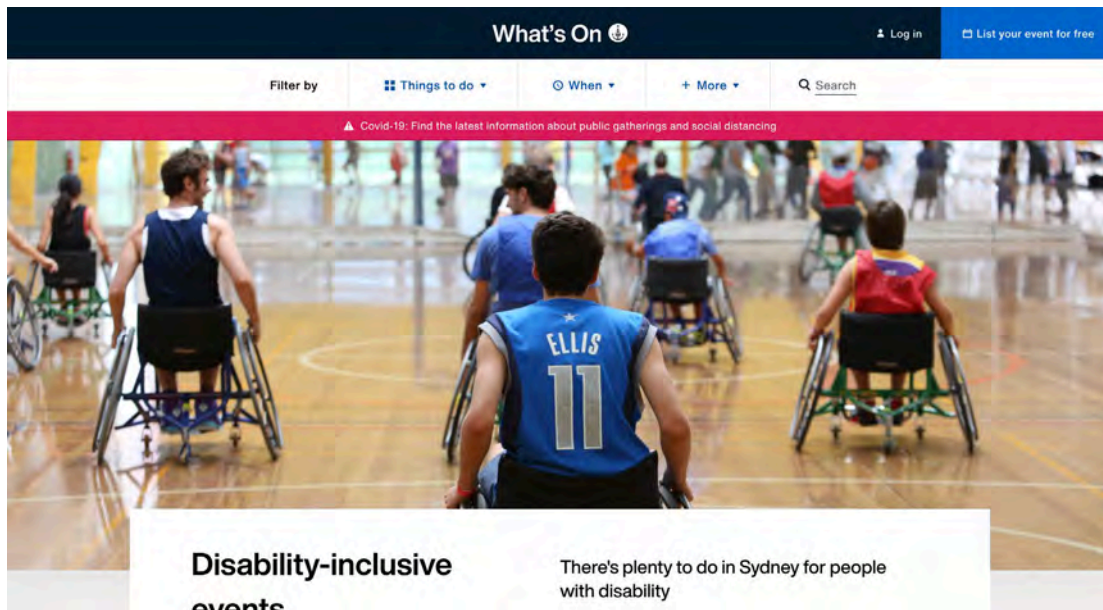 What's On
Log in
List your event for free
Filter by
Things to do
When
+ More
Search
Covid-19: Find the latest information about public gatherings and social distancing
ELLIS
11
Disability-inclusive
events
There's plenty to do in Sydney for people
with disability